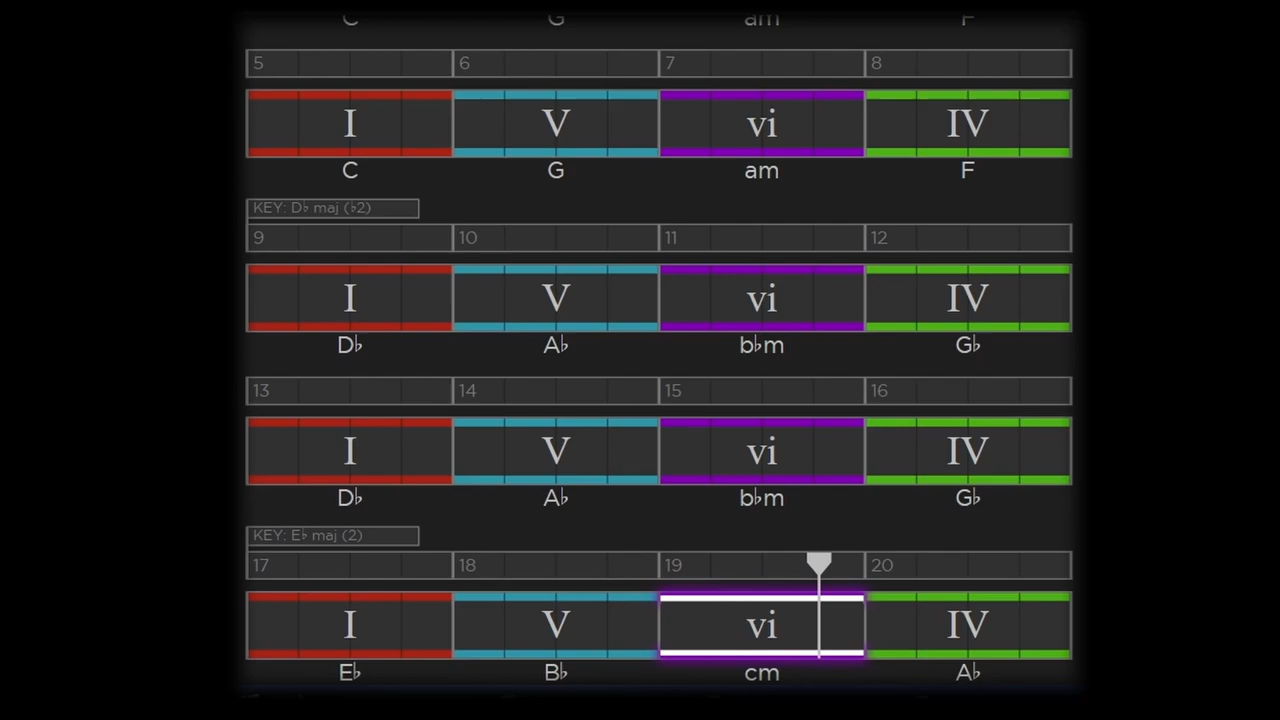 C G am F
5 6 7 8
I V vi IV
C G am F
KEY: D♭ maj (♭2)
9 10 11 12
I V vi IV
D♭ A♭ b♭m G♭
13 14 15 16
I V vi IV
D♭ A♭ b♭m G♭
KEY: E♭ maj (2)
17 18 19 20
I V vi IV
E♭ B♭ cm A♭